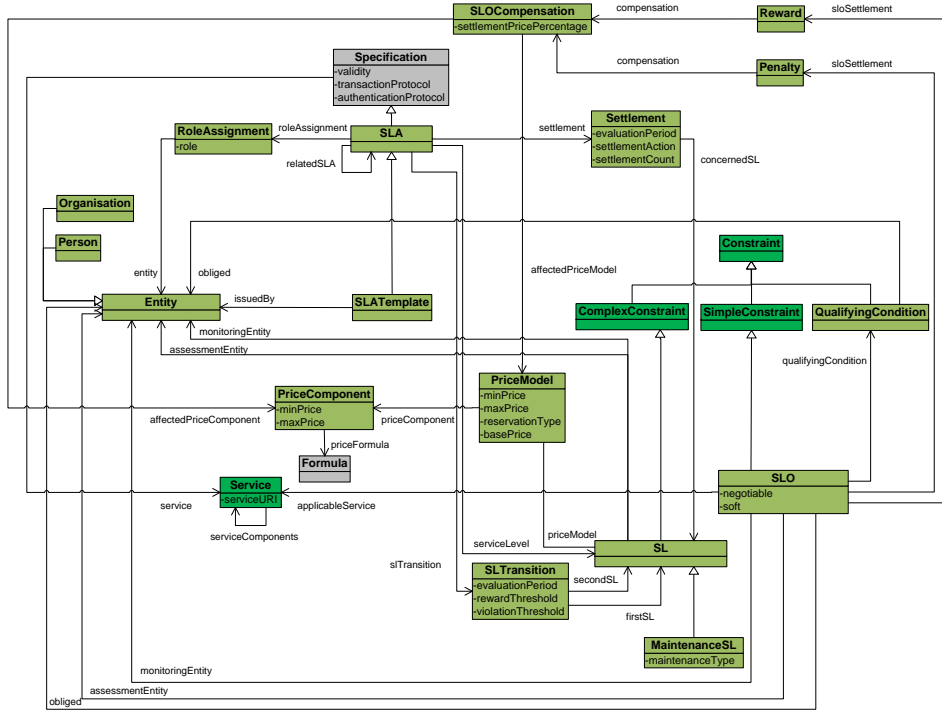 SLOCompensation
-settlementPricePercentage
compensation
Reward
sloSettlement
compensation
Penalty
sloSettlement
Specification
-validity
-transactionProtocol
-authenticationProtocol
RoleAssignment
-role
roleAssignment
SLA
relatedSLA
settlement
Settlement
-evaluationPeriod
-settlementAction
-settlementCount
concernedSL
Organisation
Person
Constraint
entity
obliged
affectedPriceModel
Entity
issuedBy
SLATemplate
ComplexConstraint
SimpleConstraint
QualifyingCondition
monitoringEntity
assessmentEntity
qualifyingCondition
PriceComponent
-minPrice
-maxPrice
affectedPriceComponent
priceComponent
PriceModel
-minPrice
-maxPrice
-reservationType
-basePrice
priceFormula
Formula
Service
-serviceURI
service
applicableService
serviceComponents
SLO
-negotiable
-soft
priceModel
serviceLevel
SL
slTransition
SLTransition
-evaluationPeriod
-rewardThreshold
-violationThreshold
secondSL
firstSL
MaintenanceSL
-maintenanceType
monitoringEntity
assessmentEntity
obliged